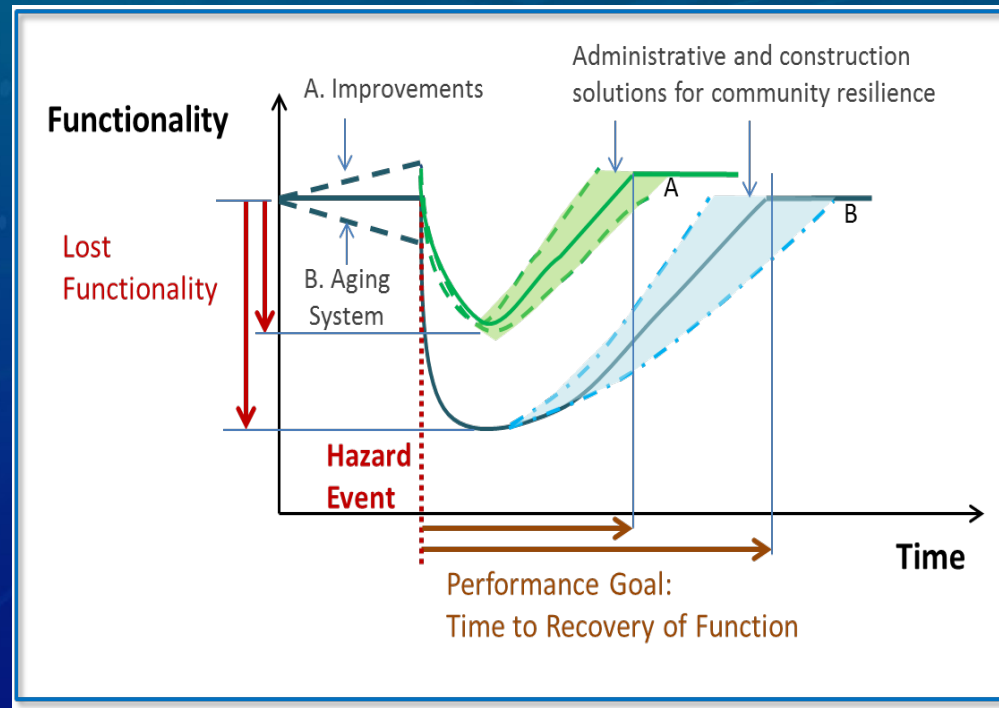 Administrative and construction
solutions for community resilience
A. Improvements
Functionality
A
B
Lost
Functionality
B. Aging
System
Hazard
Event
Time
Performance Goal:
Time to Recovery of Function